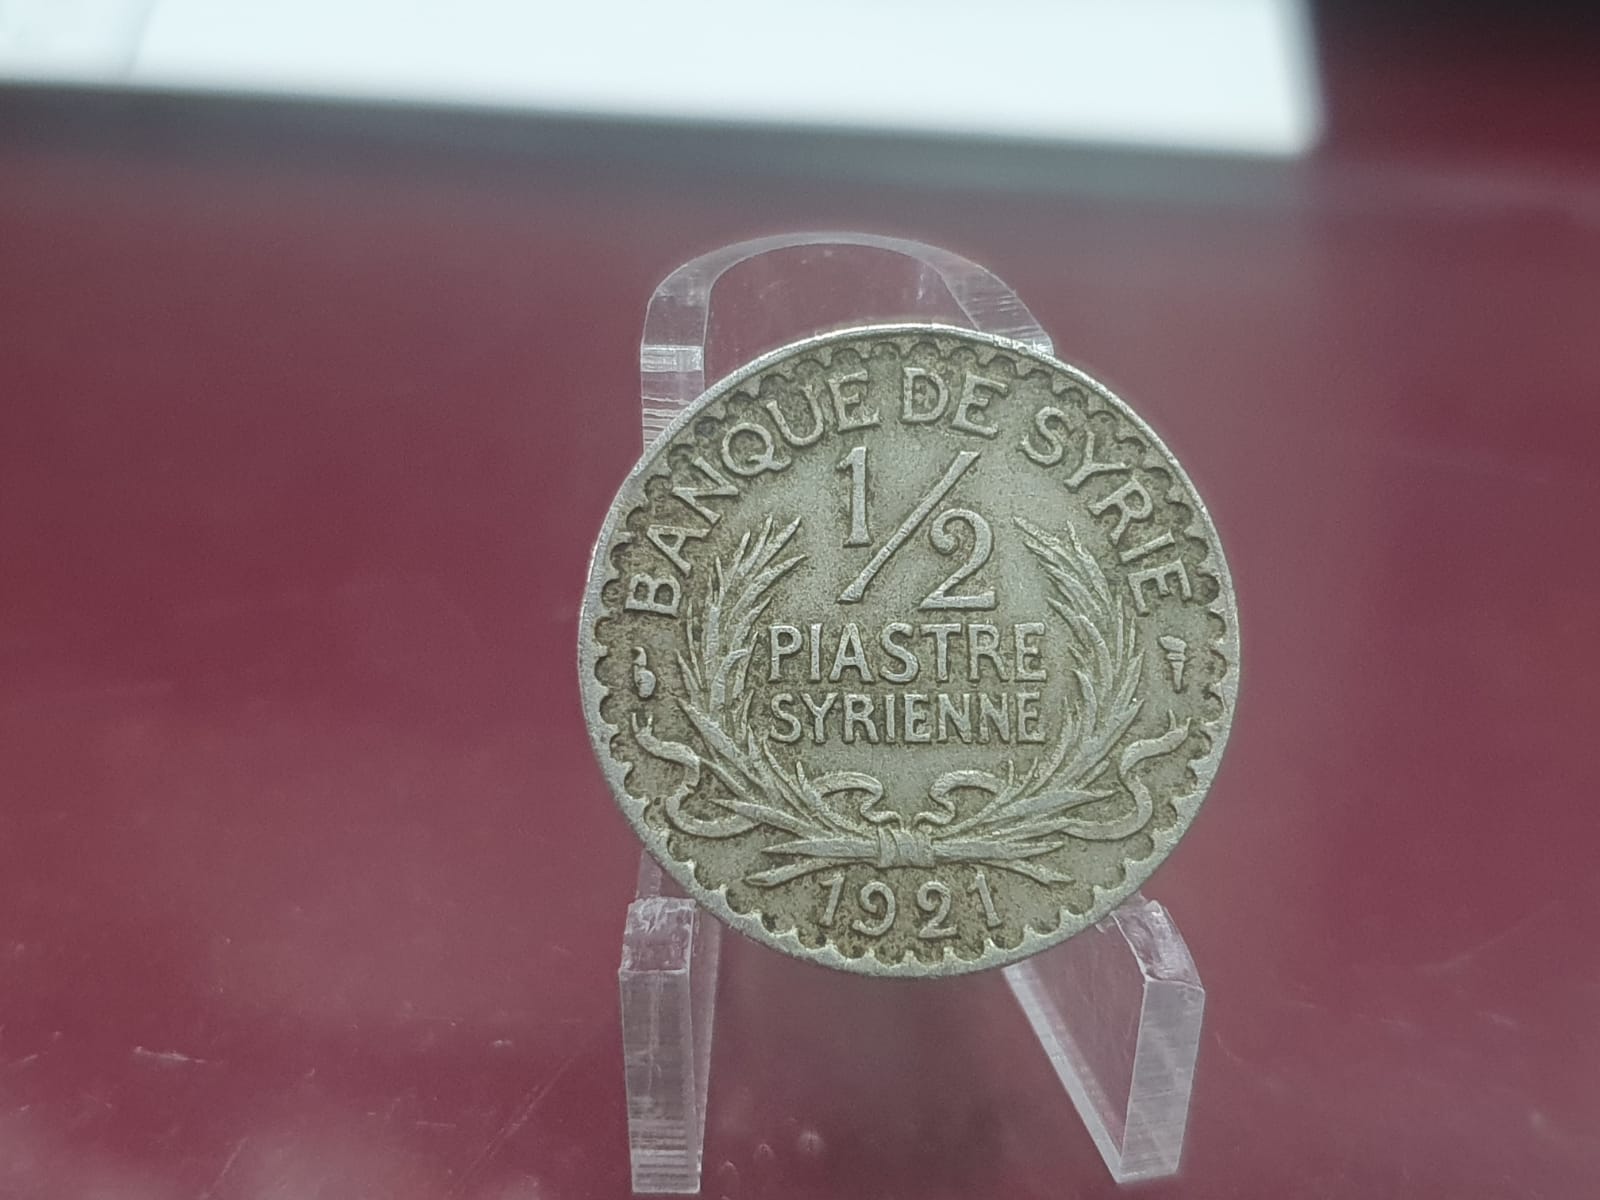 BANQUE DE SYRIE
1/2
PIASTRE
SYRIENNE
1921